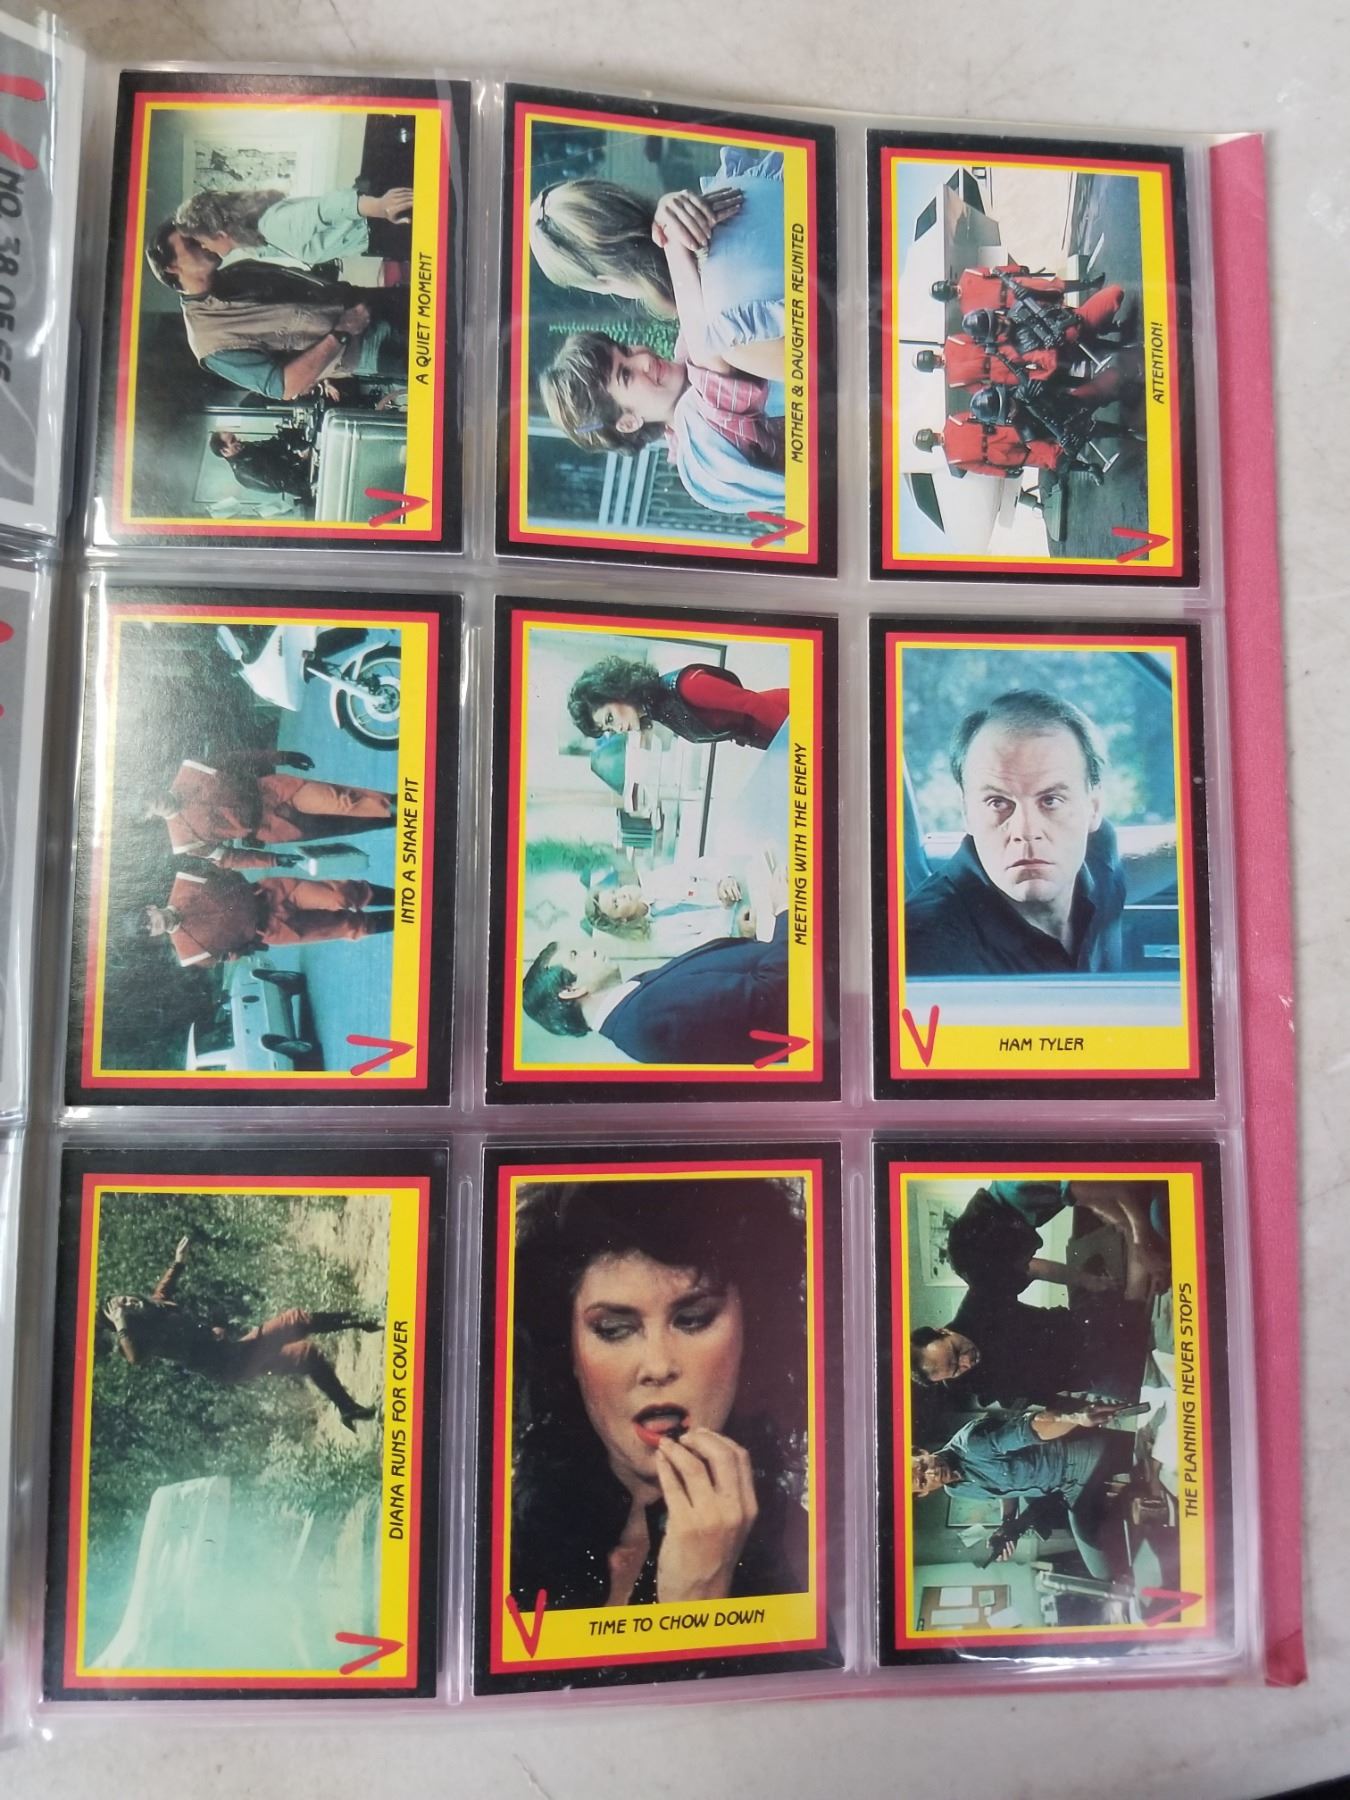 NO. 38 OF 66
A QUIET MOMENT
MOTHER & DAUGHTER REUNITED
ATTENTION!
INTO A SNAKE PIT
MEETING WITH THE ENEMY
V
HAM TYLER
DIANA RUNS FOR COVER
V
TIME TO CHOW DOWN
THE PLANNING NEVER STOPS
V
V
V
V
V
V
V